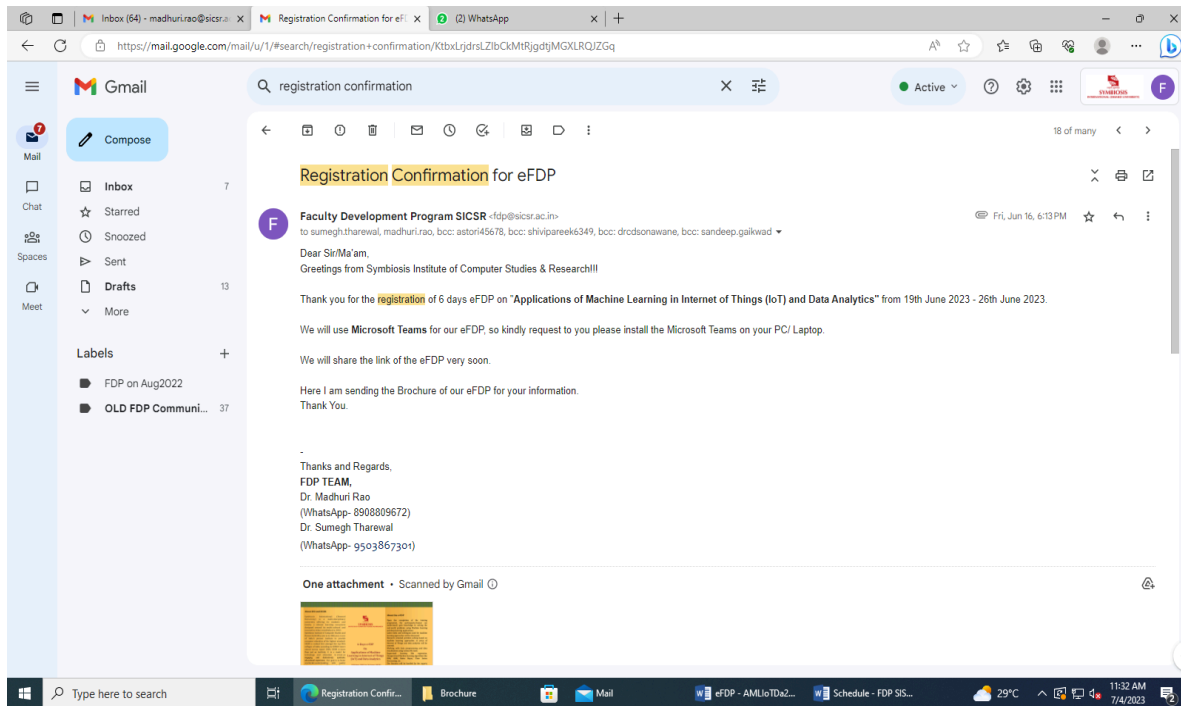 Inbox (64) - madhuri.rao@sicsr.a
Registration Confirmation for eF
(2) WhatsApp
https://mail.google.com/mail/u/1/#search/registration+confirmation/KtbxLrjdrsLZlbCkMtRjgdtjMGXLRQJZGq
Gmail
registration confirmation
Active
SYMBIOSIS
F
7
Mail
Chat
Spaces
Meet
Compose
Inbox 7
Starred
Snoozed
Sent
Drafts 13
More
Labels
FDP on Aug2022
OLD FDP Communi... 37
18 of many
Registration Confirmation for eFDP
F
Faculty Development Program SICSR <fdp@sicsr.ac.in>
Fri, Jun 16, 6:13 PM
to sumegh.tharewal, madhuri.rao, bcc: astori45678, bcc: shivipareek6349, bcc: drcdsonawane, bcc: sandeep.gaikwad
Dear Sir/Ma'am,
Greetings from Symbiosis Institute of Computer Studies & Research!!!
Thank you for the registration of 6 days eFDP on "Applications of Machine Learning in Internet of Things (IoT) and Data Analytics" from 19th June 2023 - 26th June 2023.
We will use Microsoft Teams for our eFDP, so kindly request to you please install the Microsoft Teams on your PC/ Laptop.
We will share the link of the eFDP very soon.
Here I am sending the Brochure of our eFDP for your information.
Thank You.
-
Thanks and Regards,
FDP TEAM,
Dr. Madhuri Rao
(WhatsApp- 8908809672)
Dr. Sumegh Tharewal
(WhatsApp- 9503867301)
One attachment • Scanned by Gmail
Type here to search
Registration Confir...
Brochure
Mail
eFDP - AMLIoTDa2...
Schedule - FDP SIS...
29°C
11:32 AM
7/4/2023
2